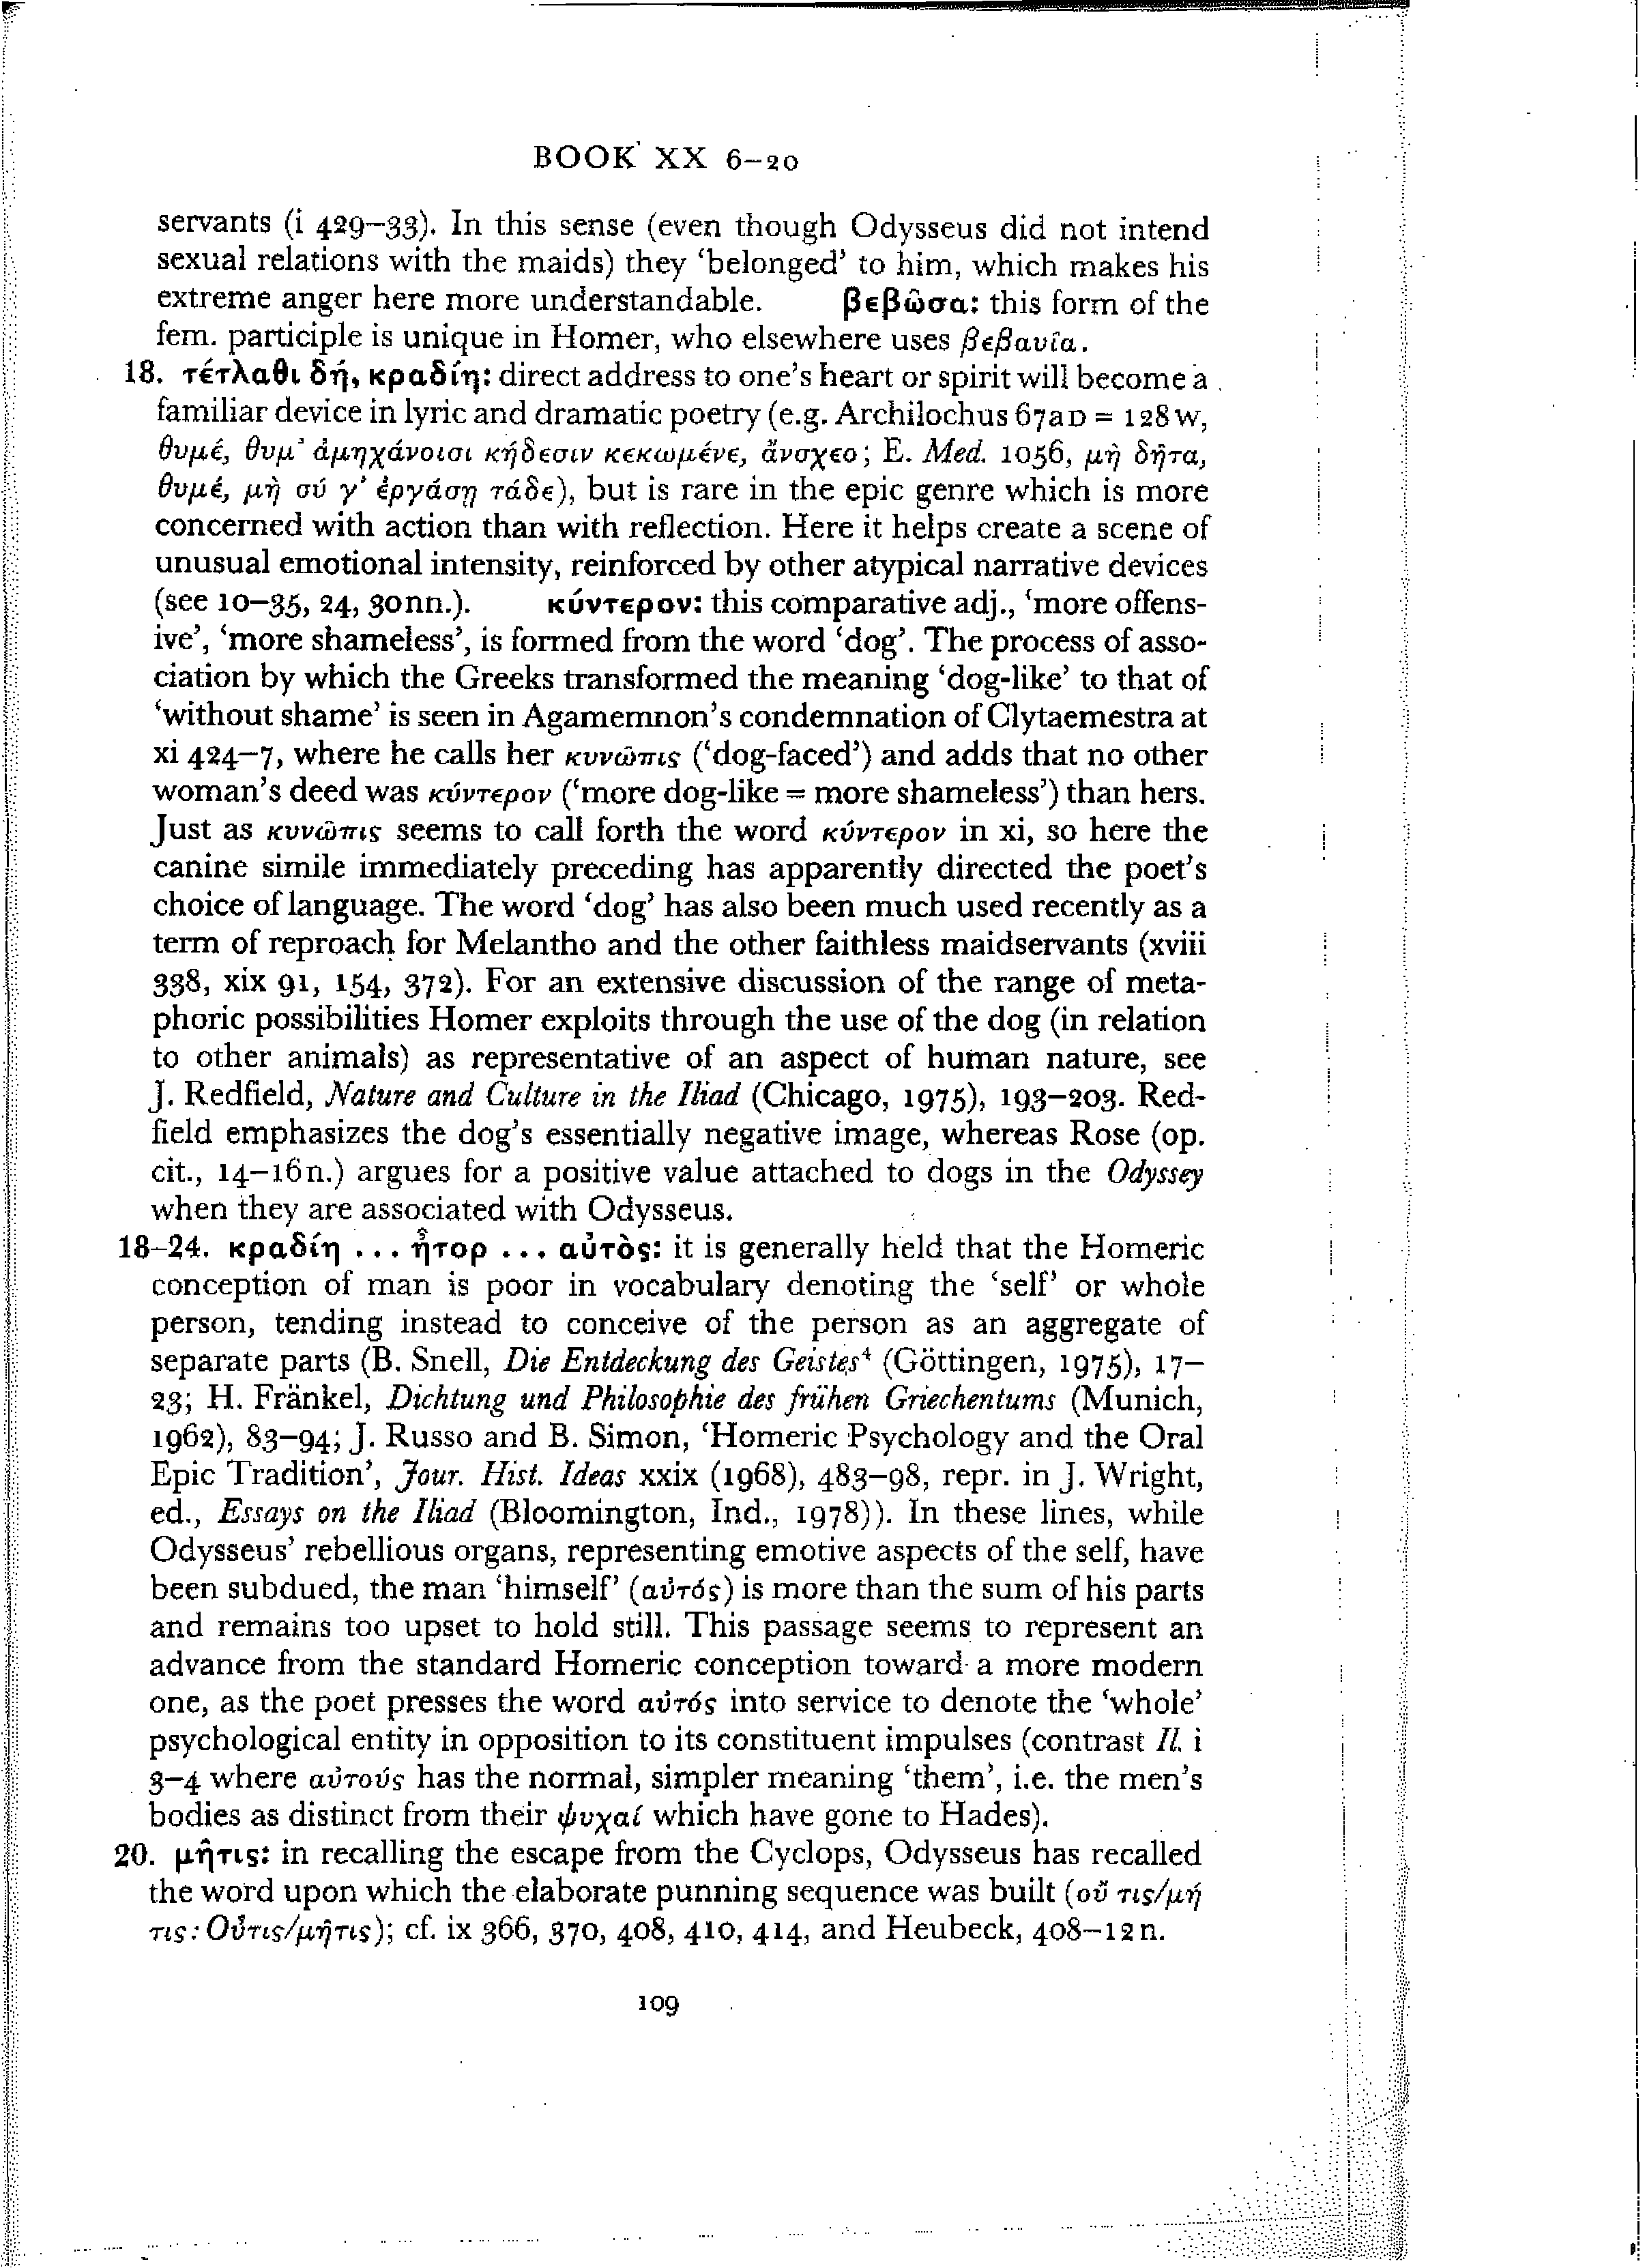 BOOK XX 6–20
servants (i 429–33). In this sense (even though Odysseus did not intend
sexual relations with the maids) they ‘belonged’ to him, which makes his
extreme anger here more understandable. βεβῶσα: this form of the
fem. participle is unique in Homer, who elsewhere uses βεβαυῖα.
18. τέτλαθι δή, κραδίη: direct address to one’s heart or spirit will become a
familiar device in lyric and dramatic poetry (e.g. Archilochus 67aD = 128W,
θυμέ, θυμ᾽ ἀμηχάνοισι κήδεσιν κεκωμένε, ἄνσχεο; E. Med. 1056, μὴ δῆτα,
θυμέ, μὴ σύ γ᾽ ἐργάσῃ τάδε), but is rare in the epic genre which is more
concerned with action than with reflection. Here it helps create a scene of
unusual emotional intensity, reinforced by other atypical narrative devices
(see 10–35, 24, 30nn.). κύντερον: this comparative adj., ‘more offens-
ive’, ‘more shameless’, is formed from the word ‘dog’. The process of asso-
ciation by which the Greeks transformed the meaning ‘dog-like’ to that of
‘without shame’ is seen in Agamemnon’s condemnation of Clytaemestra at
xi 424–7, where he calls her κυνῶπις (‘dog-faced’) and adds that no other
woman’s deed was κύντερον (‘more dog-like = more shameless’) than hers.
Just as κυνῶπις seems to call forth the word κύντερον in xi, so here the
canine simile immediately preceding has apparently directed the poet’s
choice of language. The word ‘dog’ has also been much used recently as a
term of reproach for Melantho and the other faithless maidservants (xviii
338, xix 91, 154, 372). For an extensive discussion of the range of meta-
phoric possibilities Homer exploits through the use of the dog (in relation
to other animals) as representative of an aspect of human nature, see
J. Redfield, Nature and Culture in the Iliad (Chicago, 1975), 193–203. Red-
field emphasizes the dog’s essentially negative image, whereas Rose (op.
cit., 14–16n.) argues for a positive value attached to dogs in the Odyssey
when they are associated with Odysseus.
18–24. κραδίη ... ἦτορ ... αὐτὸς: it is generally held that the Homeric
conception of man is poor in vocabulary denoting the ‘self’ or whole
person, tending instead to conceive of the person as an aggregate of
separate parts (B. Snell, Die Entdeckung des Geistes⁴ (Göttingen, 1975), 17–
23; H. Fränkel, Dichtung und Philosophie des frühen Griechentums (Munich,
1962), 83–94; J. Russo and B. Simon, ‘Homeric Psychology and the Oral
Epic Tradition’, Jour. Hist. Ideas xxix (1968), 483–98, repr. in J. Wright,
ed., Essays on the Iliad (Bloomington, Ind., 1978)). In these lines, while
Odysseus’ rebellious organs, representing emotive aspects of the self, have
been subdued, the man ‘himself’ (αὐτός) is more than the sum of his parts
and remains too upset to hold still. This passage seems to represent an
advance from the standard Homeric conception toward a more modern
one, as the poet presses the word αὐτός into service to denote the ‘whole’
psychological entity in opposition to its constituent impulses (contrast Il. i
3–4 where αὐτούς has the normal, simpler meaning ‘them’, i.e. the men’s
bodies as distinct from their ψυχαί which have gone to Hades).
20. μῆτις: in recalling the escape from the Cyclops, Odysseus has recalled
the word upon which the elaborate punning sequence was built (οὔ τις/μή
τις: Οὖτις/μῆτις); cf. ix 366, 370, 408, 410, 414, and Heubeck, 408–12n.
109